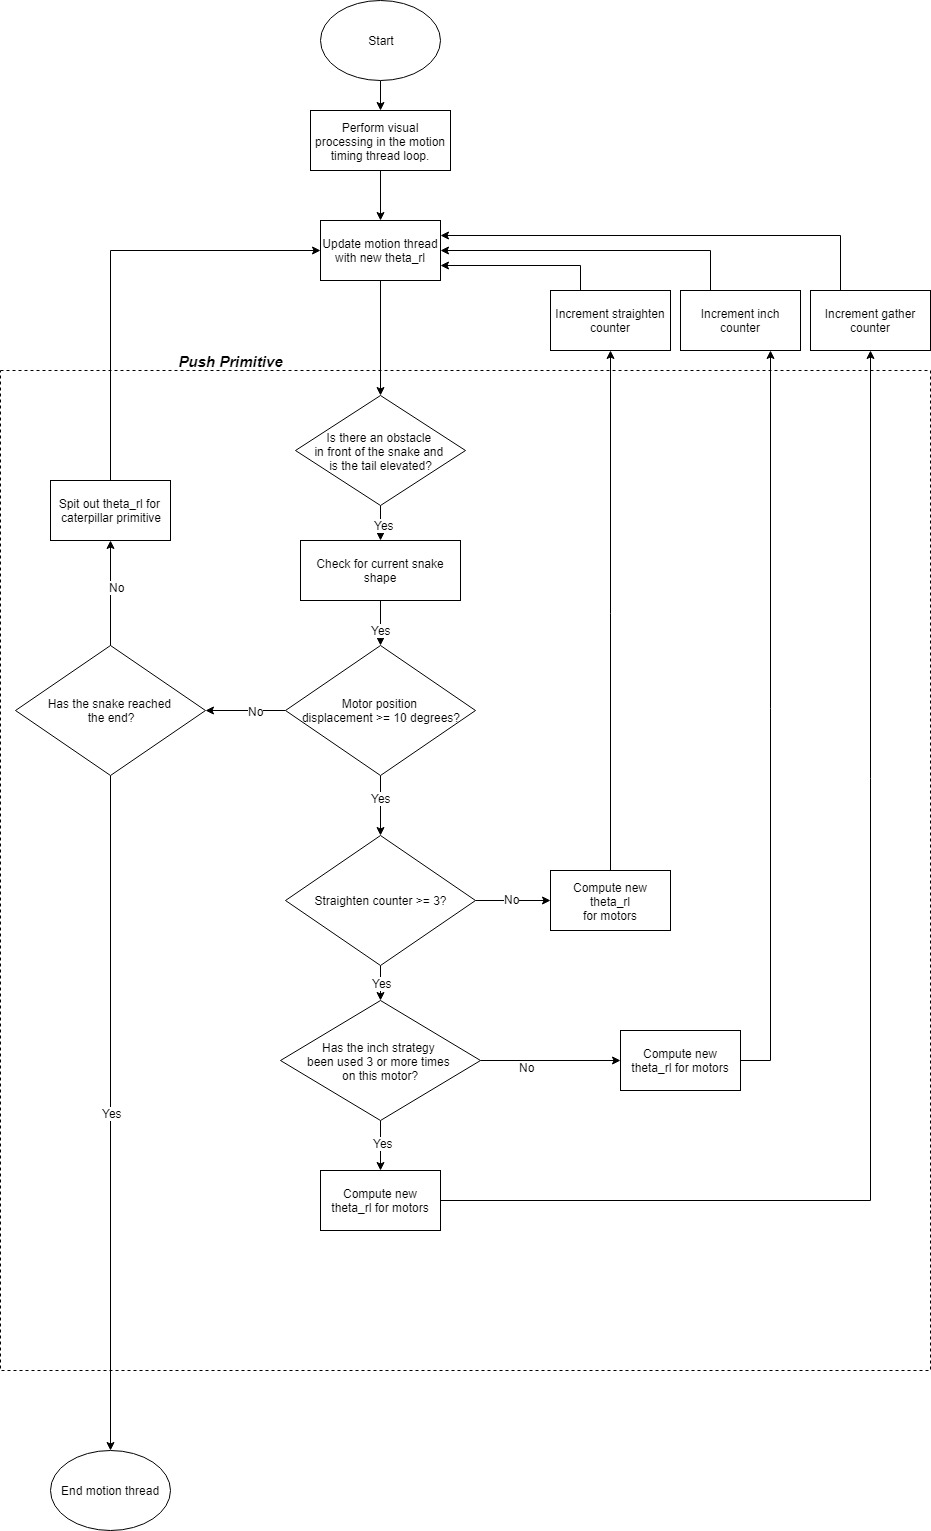 Start
Perform visual
processing in the motion
timing thread loop.
Update motion thread
with new theta_rl
Increment straighten
counter
Increment inch
counter
Increment gather
counter
Push Primitive
Is there an obstacle
in front of the snake and
is the tail elevated?
Spit out theta_rl for
caterpillar primitive
Yes
Check for current snake
shape
No
Yes
Has the snake reached
the end?
No
Motor position
displacement >= 10 degrees?
Yes
Straighten counter >= 3?
No
Compute new
theta_rl
for motors
Yes
Has the inch strategy
been used 3 or more times
on this motor?
No
Compute new
theta_rl for motors
Yes
Yes
Compute new
theta_rl for motors
End motion thread